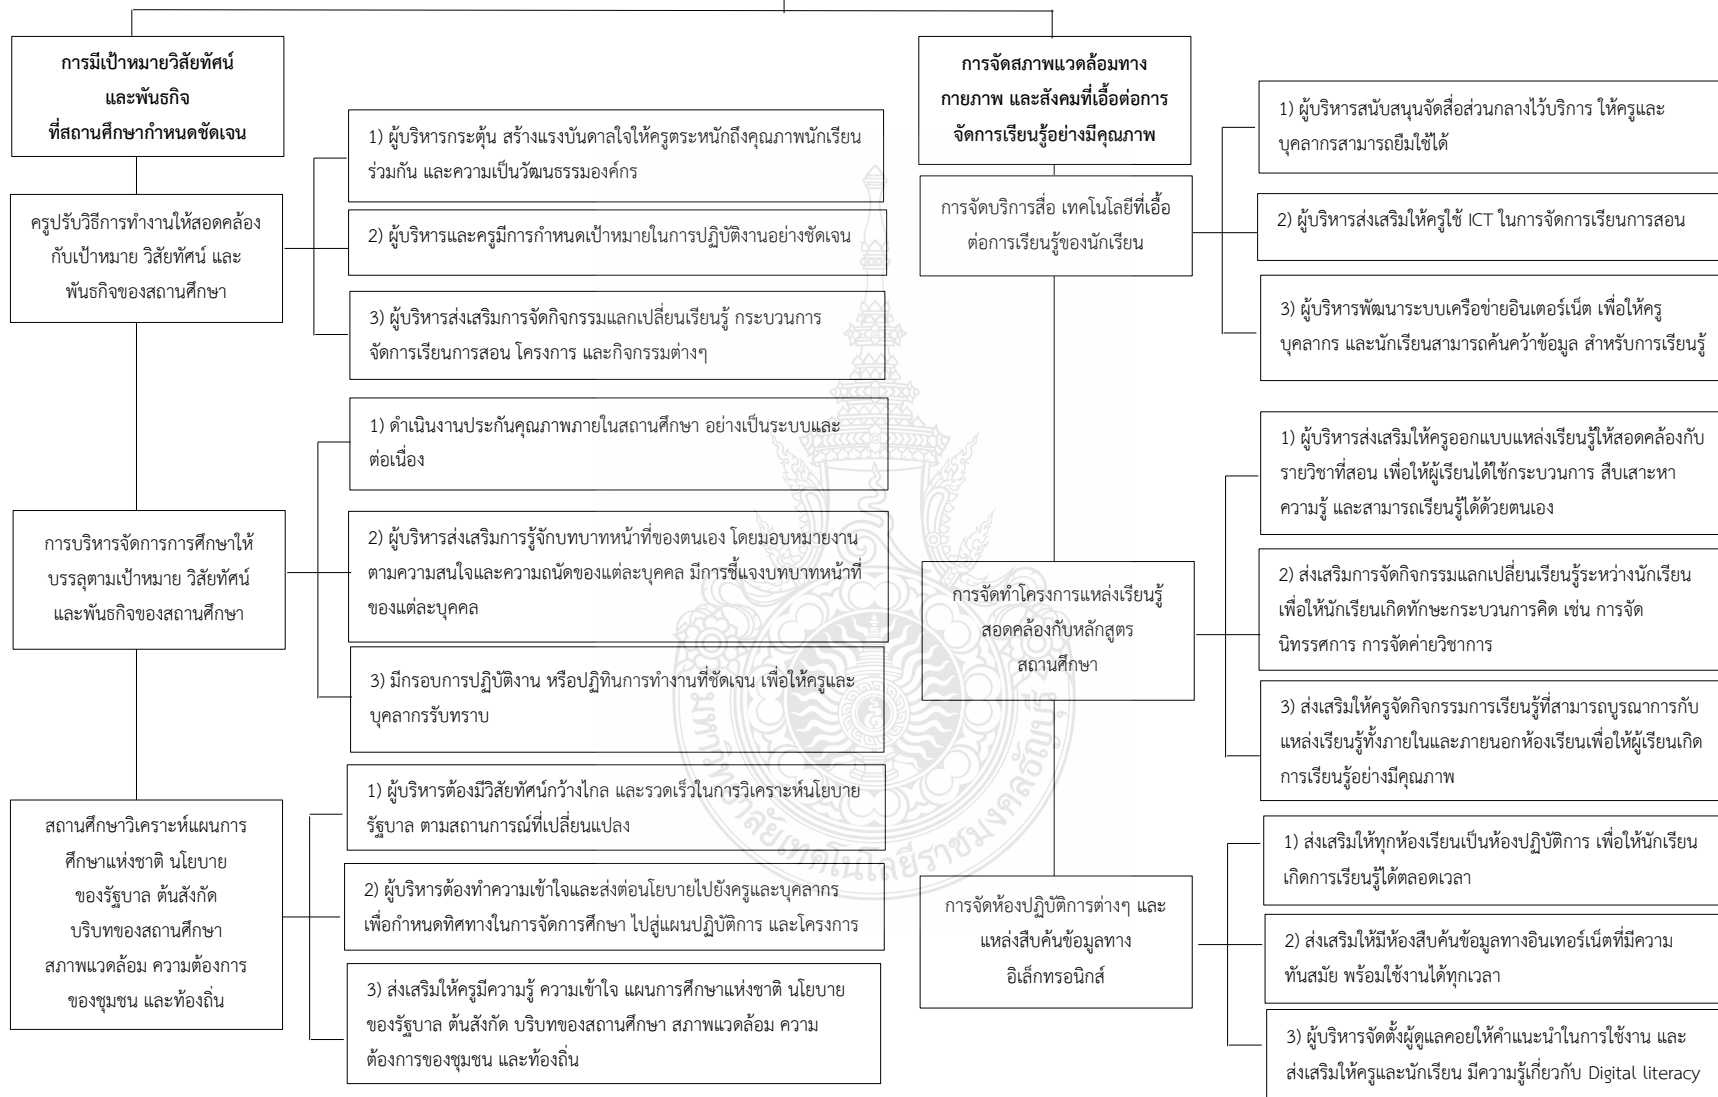 การมีเป้าหมายวิสัยทัศน์
และพันธกิจ
ที่สถานศึกษากำหนดชัดเจน
ครูปรับวิธีการทำงานให้สอดคล้อง
กับเป้าหมาย วิสัยทัศน์ และ
พันธกิจของสถานศึกษา
1) ผู้บริหารกระตุ้น สร้างแรงบันดาลใจให้ครูตระหนักถึงคุณภาพนักเรียน
ร่วมกัน และความเป็นวัฒนธรรมองค์กร
2) ผู้บริหารและครูมีการกำหนดเป้าหมายในการปฏิบัติงานอย่างชัดเจน
3) ผู้บริหารส่งเสริมการจัดกิจกรรมแลกเปลี่ยนเรียนรู้ กระบวนการ
จัดการเรียนการสอน โครงการ และกิจกรรมต่างๆ
การบริหารจัดการการศึกษาให้
บรรลุตามเป้าหมาย วิสัยทัศน์
และพันธกิจของสถานศึกษา
1) ดำเนินงานประกันคุณภาพภายในสถานศึกษา อย่างเป็นระบบและ
ต่อเนื่อง
2) ผู้บริหารส่งเสริมการรู้จักบทบาทหน้าที่ของตนเอง โดยมอบหมายงาน
ตามความสนใจและความถนัดของแต่ละบุคคล มีการชี้แจงบทบาทหน้าที่
ของแต่ละบุคคล
3) มีกรอบการปฏิบัติงาน หรือปฏิทินการทำงานที่ชัดเจน เพื่อให้ครูและ
บุคลากรรับทราบ
สถานศึกษาวิเคราะห์แผนการ
ศึกษาแห่งชาติ นโยบาย
ของรัฐบาล ต้นสังกัด
บริบทของสถานศึกษา
สภาพแวดล้อม ความต้องการ
ของชุมชน และท้องถิ่น
1) ผู้บริหารต้องมีวิสัยทัศน์กว้างไกล และรวดเร็วในการวิเคราะห์นโยบาย
รัฐบาล ตามสถานการณ์ที่เปลี่ยนแปลง
2) ผู้บริหารต้องทำความเข้าใจและส่งต่อนโยบายไปยังครูและบุคลากร
เพื่อกำหนดทิศทางในการจัดการศึกษา ไปสู่แผนปฏิบัติการ และโครงการ
3) ส่งเสริมให้ครูมีความรู้ ความเข้าใจ แผนการศึกษาแห่งชาติ นโยบาย
ของรัฐบาล ต้นสังกัด บริบทของสถานศึกษา สภาพแวดล้อม ความ
ต้องการของชุมชน และท้องถิ่น
การจัดสภาพแวดล้อมทาง
กายภาพ และสังคมที่เอื้อต่อการ
จัดการเรียนรู้อย่างมีคุณภาพ
การจัดบริการสื่อ เทคโนโลยีที่เอื้อ
ต่อการเรียนรู้ของนักเรียน
1) ผู้บริหารสนับสนุนจัดสื่อส่วนกลางไว้บริการ ให้ครูและ
บุคลากรสามารถยืมใช้ได้
2) ผู้บริหารส่งเสริมให้ครูใช้ ICT ในการจัดการเรียนการสอน
3) ผู้บริหารพัฒนาระบบเครือข่ายอินเตอร์เน็ต เพื่อให้ครู
บุคลากร และนักเรียนสามารถค้นคว้าข้อมูล สำหรับการเรียนรู้
การจัดทำโครงการแหล่งเรียนรู้
สอดคล้องกับหลักสูตร
สถานศึกษา
1) ผู้บริหารส่งเสริมให้ครูออกแบบแหล่งเรียนรู้ให้สอดคล้องกับ
รายวิชาที่สอน เพื่อให้ผู้เรียนได้ใช้กระบวนการ สืบเสาะหา
ความรู้ และสามารถเรียนรู้ได้ด้วยตนเอง
2) ส่งเสริมการจัดกิจกรรมแลกเปลี่ยนเรียนรู้ระหว่างนักเรียน
เพื่อให้นักเรียนเกิดทักษะกระบวนการคิด เช่น การจัด
นิทรรศการ การจัดค่ายวิชาการ
3) ส่งเสริมให้ครูจัดกิจกรรมการเรียนรู้ที่สามารถบูรณาการกับ
แหล่งเรียนรู้ทั้งภายในและภายนอกห้องเรียนเพื่อให้ผู้เรียนเกิด
การเรียนรู้อย่างมีคุณภาพ
การจัดห้องปฏิบัติการต่างๆ และ
แหล่งสืบค้นข้อมูลทาง
อิเล็กทรอนิกส์
1) ส่งเสริมให้ทุกห้องเรียนเป็นห้องปฏิบัติการ เพื่อให้นักเรียน
เกิดการเรียนรู้ได้ตลอดเวลา
2) ส่งเสริมให้มีห้องสืบค้นข้อมูลทางอินเทอร์เน็ตที่มีความ
ทันสมัย พร้อมใช้งานได้ทุกเวลา
3) ผู้บริหารจัดตั้งผู้ดูแลคอยให้คำแนะนำในการใช้งาน และ
ส่งเสริมให้ครูและนักเรียน มีความรู้เกี่ยวกับ Digital literacy
มหาวิทยาลัยเทคโนโลยีราชมงคลธัญบุรี